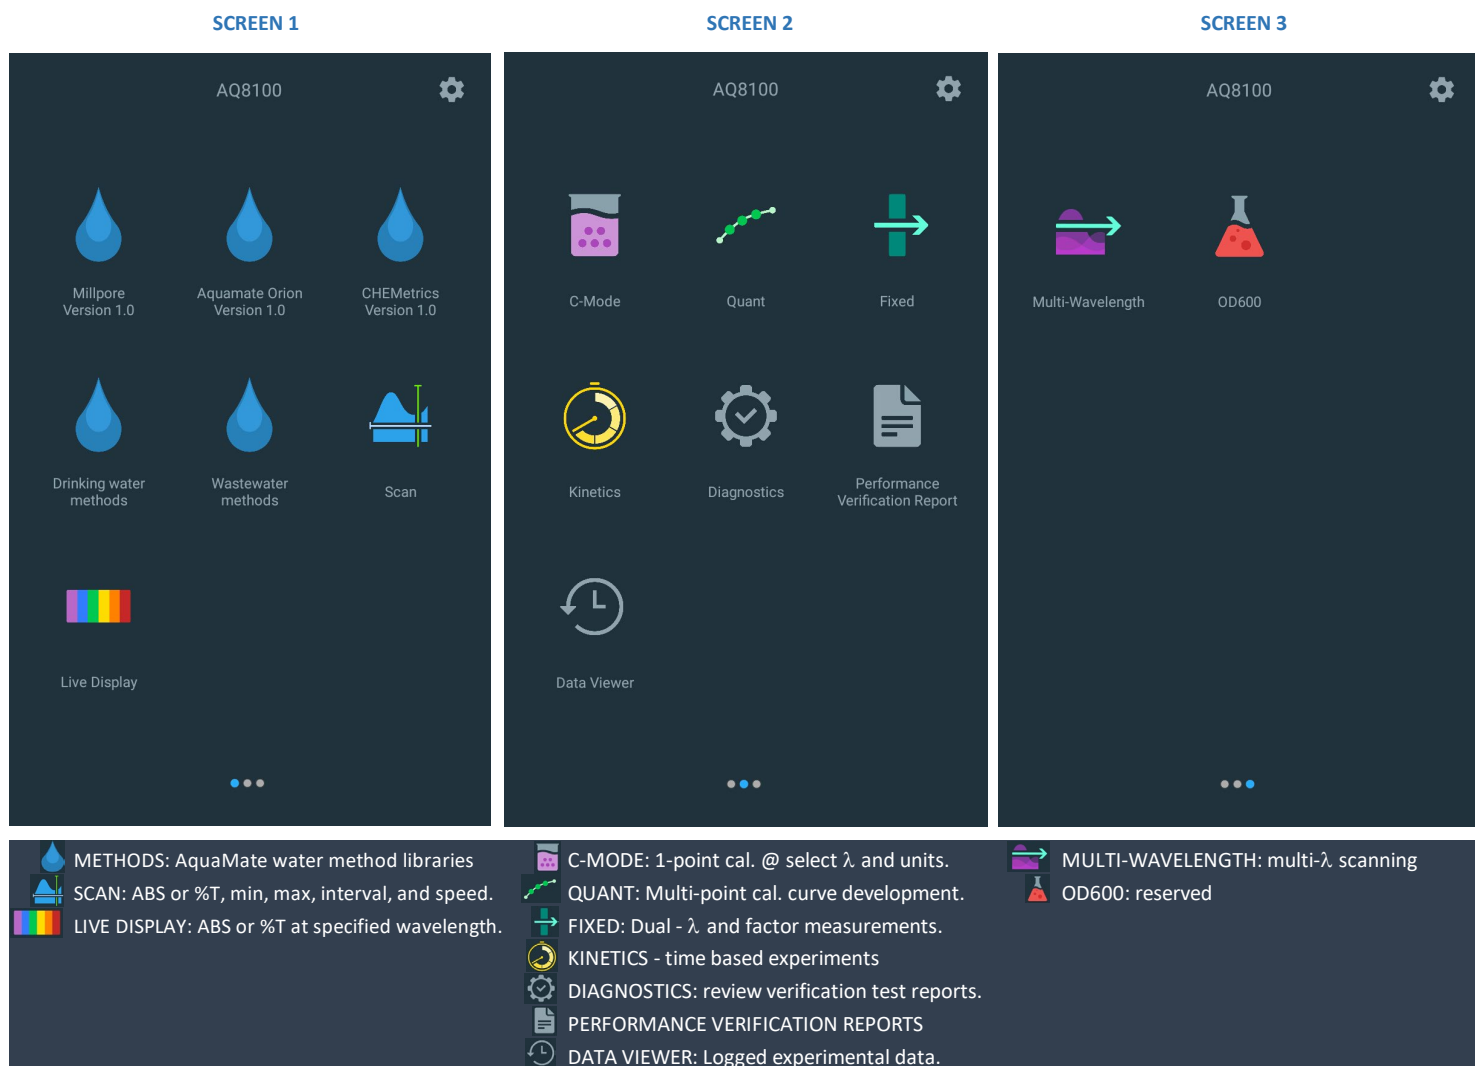 SCREEN 1
SCREEN 2
SCREEN 3
AQ8100
AQ8100
AQ8100
Millpore
Version 1.0
Aquamate Orion
Version 1.0
CHEMetrics
Version 1.0
Drinking water
methods
Wastewater
methods
Scan
Live Display
C-Mode
Quant
Fixed
Kinetics
Diagnostics
Performance
Verification Report
Data Viewer
Multi-Wavelength
OD600
METHODS: AquaMate water method libraries
SCAN: ABS or %T, min, max, interval, and speed.
LIVE DISPLAY: ABS or %T at specified wavelength.
C-MODE: 1-point cal. @ select λ and units.
QUANT: Multi-point cal. curve development.
FIXED: Dual - λ and factor measurements.
KINETICS - time based experiments
DIAGNOSTICS: review verification test reports.
PERFORMANCE VERIFICATION REPORTS
DATA VIEWER: Logged experimental data.
MULTI-WAVELENGTH: multi-λ scanning
OD600: reserved